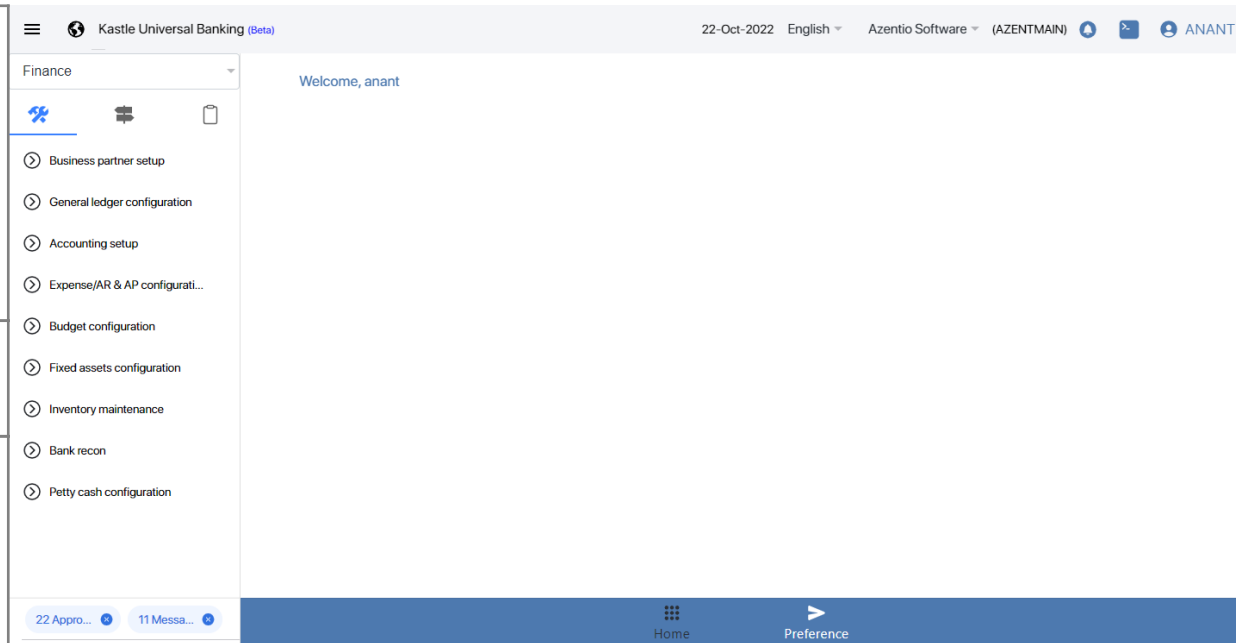 Kastle Universal Banking (Beta)
22-Oct-2022 English Azentio Software (AZENTMAIN) ANANT
Finance
Welcome, anant
Business partner setup
General ledger configuration
Accounting setup
Expense/AR & AP configurati...
Budget configuration
Fixed assets configuration
Inventory maintenance
Bank recon
Petty cash configuration
22 Appro... 11 Messa...
Home Preference